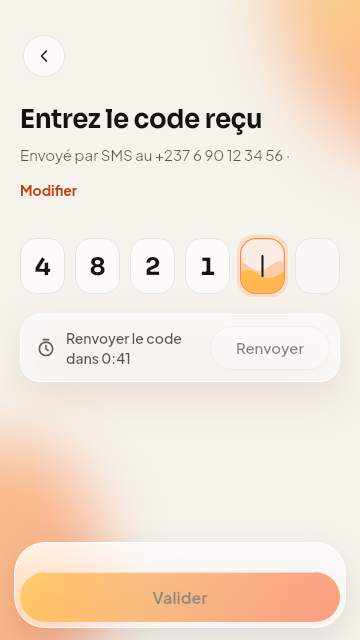 Entrez le code reçu
Envoyé par SMS au +237 6 90 12 34 56 ·
Modifier
4 8 2 1
Renvoyer le code
dans 0:41
Renvoyer
Valider